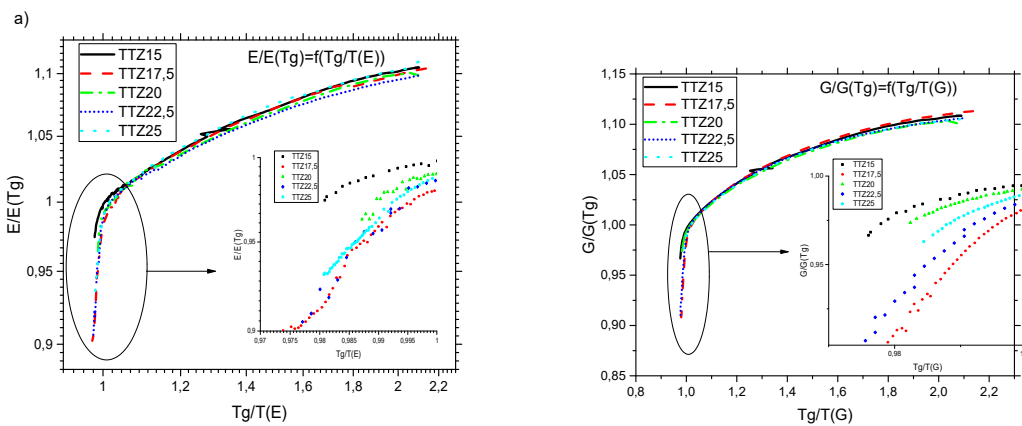 a)
E/E(Tg)=f(Tg/T(E))
TTZ15
TTZ17,5
TTZ20
TTZ22,5
TTZ25
1,1
1,05
1
0,95
0,9
E/E(Tg)
1
1,2
1,4
1,6
1,8
2
2,2
Tg/T(E)
TTZ15
TTZ17,5
TTZ20
TTZ22,5
TTZ25
1
0,95
0,9
E/E(Tg)
0,97
0,975
0,98
0,985
0,99
0,995
1
Tg/T(E)
G/G(Tg)=f(Tg/T(G))
TTZ15
TTZ17,5
TTZ20
TTZ22,5
TTZ25
1,15
1,10
1,05
1,00
0,95
0,90
0,85
G/G(Tg)
0,8
1,0
1,2
1,4
1,6
1,8
2,0
2,2
Tg/T(G)
TTZ15
TTZ17,5
TTZ20
TTZ22,5
TTZ25
1,00
0,95
G/G(Tg)
0,98
Tg/T(G)